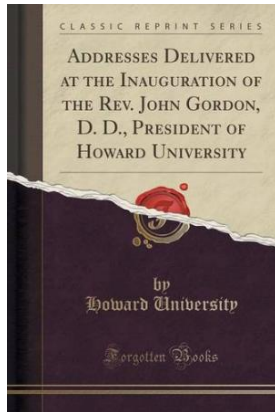 CLASSIC REPRINT SERIES
ADDRESSES DELIVERED
AT THE INAUGURATION OF
THE REV. JOHN GORDON,
D. D., PRESIDENT OF
HOWARD UNIVERSITY
by
Howard University
Forgotten Books